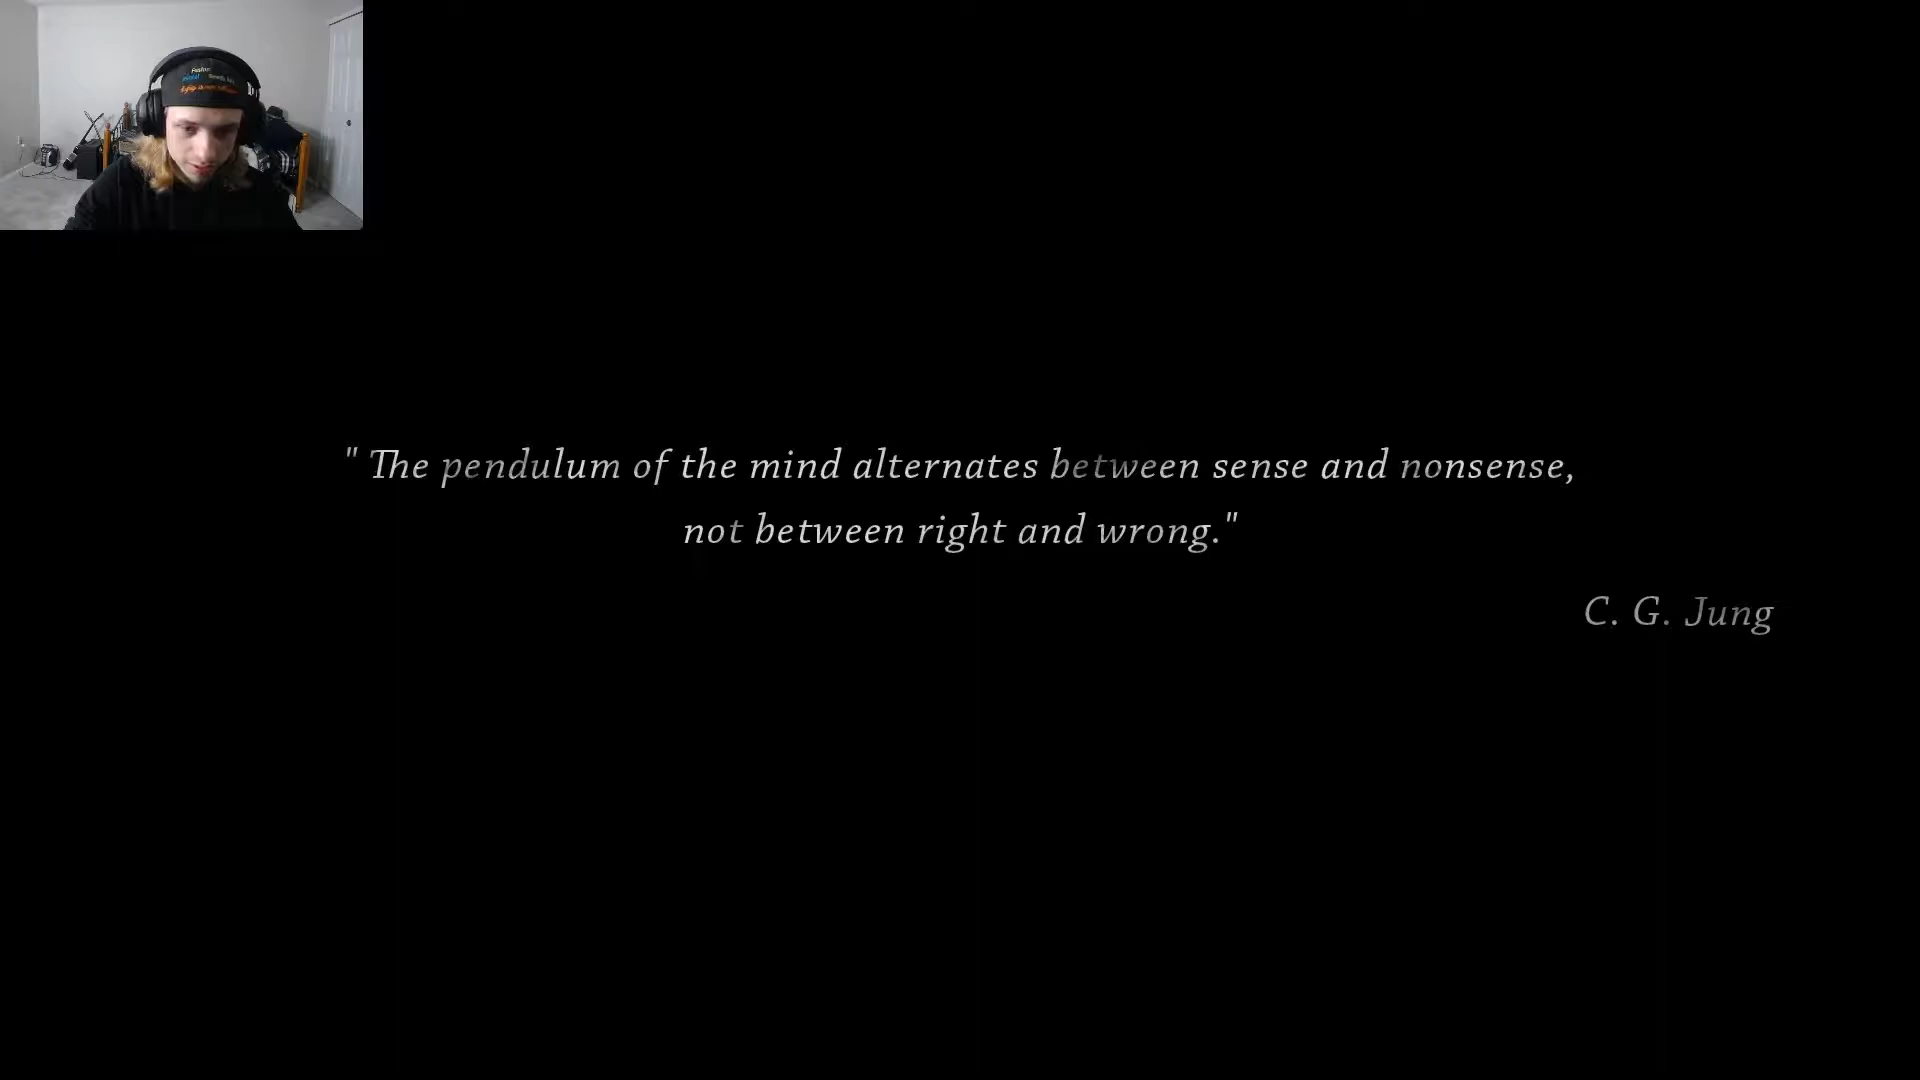 " The pendulum of the mind alternates between sense and nonsense,
not between right and wrong."
C. G. Jung